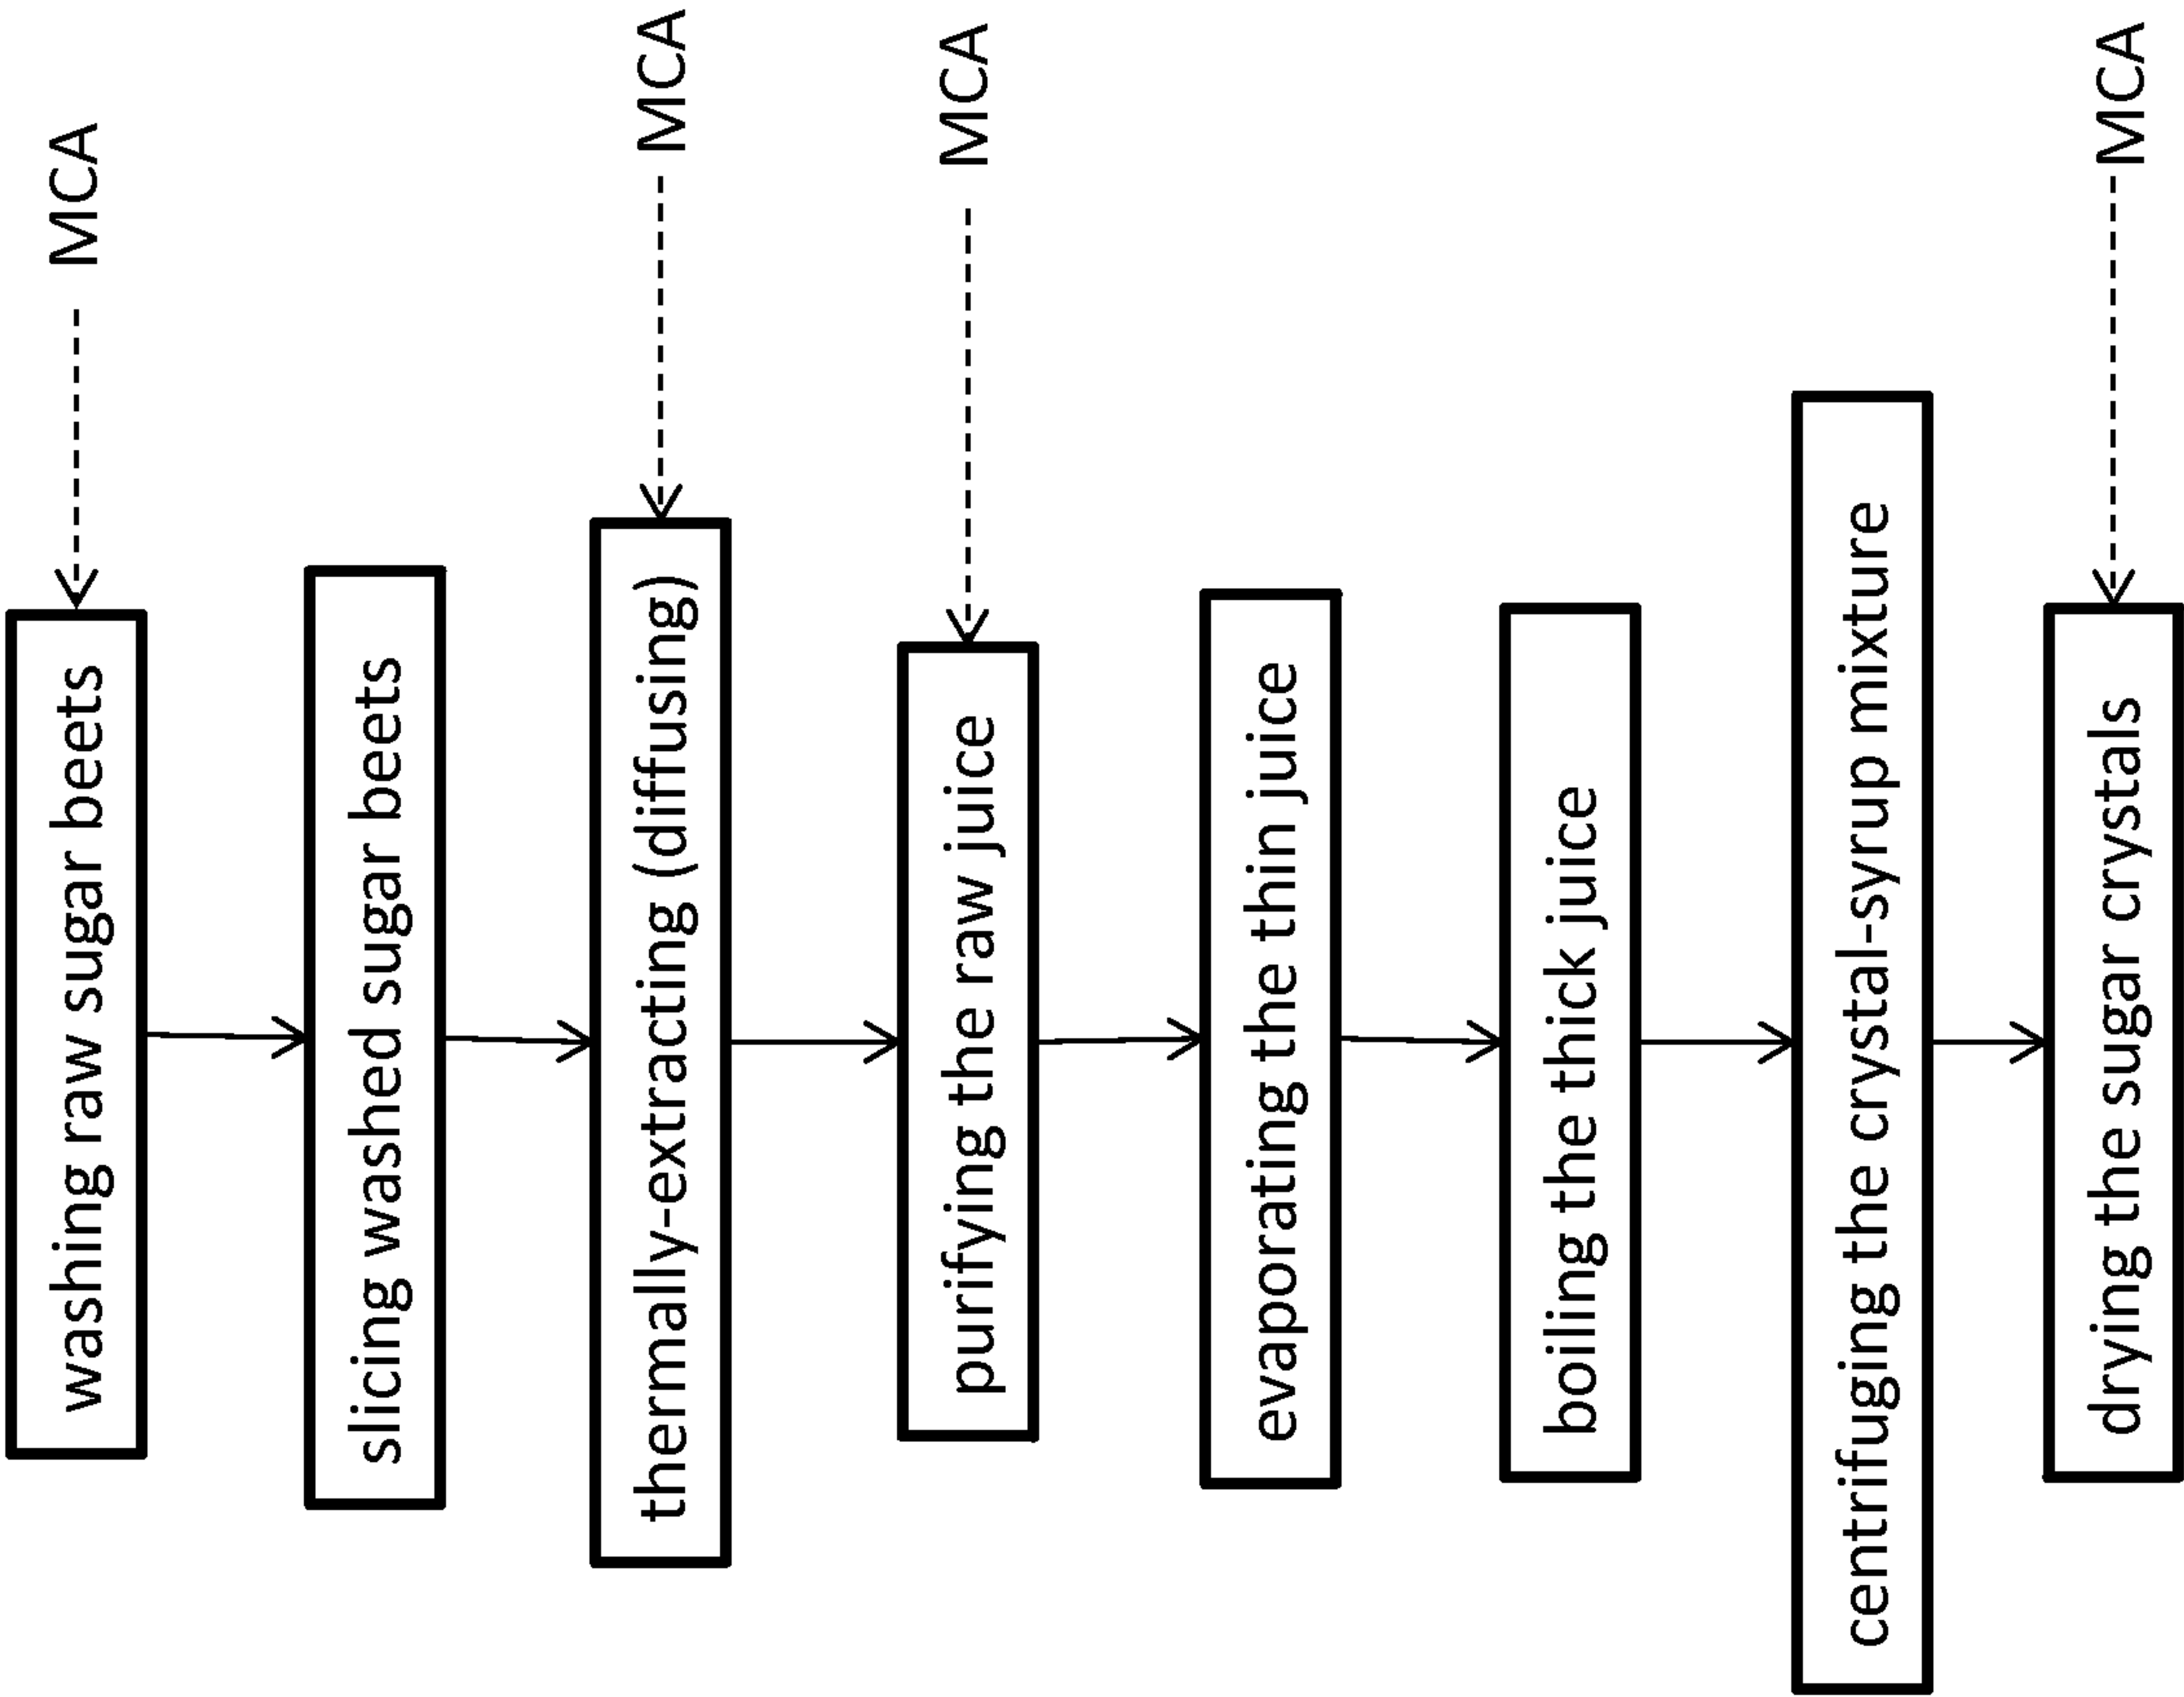 washing raw sugar beets
MCA
slicing washed sugar beets
thermally-extracting (diffusing)
MCA
purifying the raw juice
MCA
evaporating the thin juice
boiling the thick juice
centrifuging the crystal-syrup mixture
drying the sugar crystals
MCA